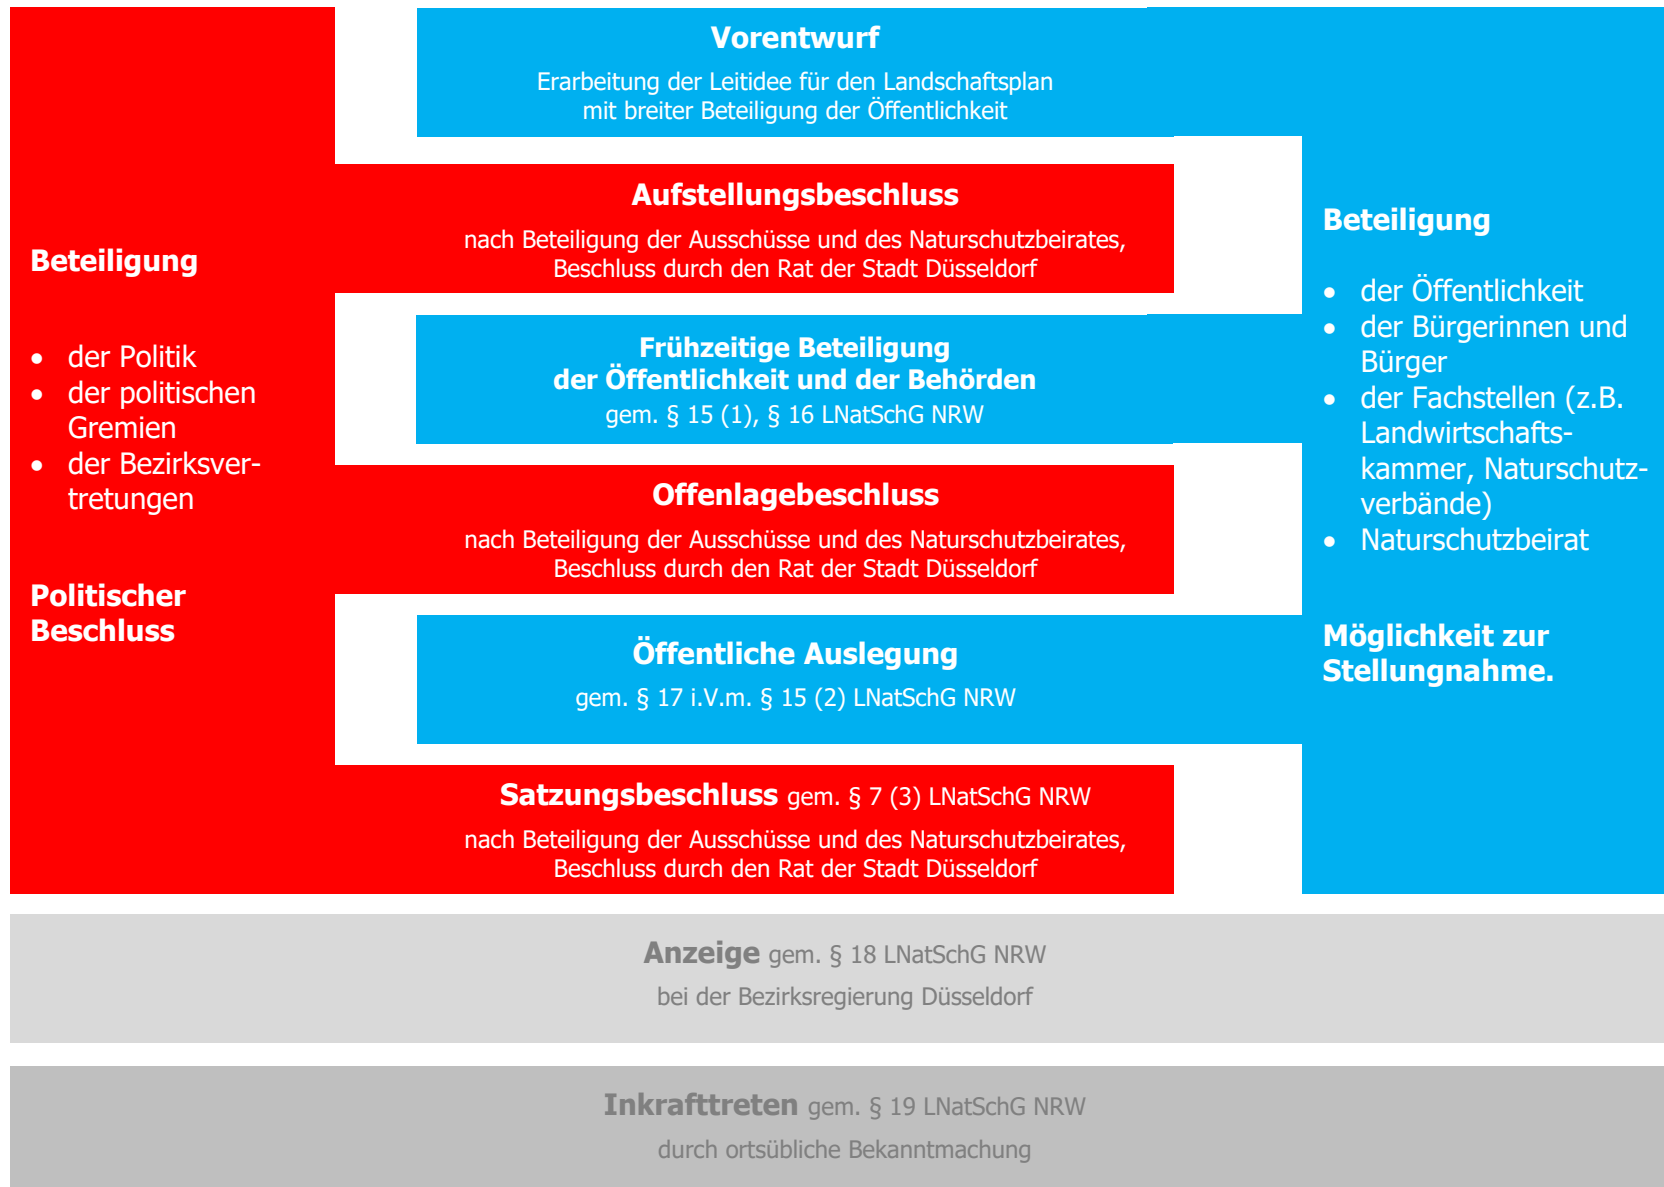 Beteiligung
• der Politik
• der politischen
Gremien
• der Bezirksver-
tretungen
Politischer
Beschluss
Vorentwurf
Erarbeitung der Leitidee für den Landschaftsplan
mit breiter Beteiligung der Öffentlichkeit
Aufstellungsbeschluss
nach Beteiligung der Ausschüsse und des Naturschutzbeirates,
Beschluss durch den Rat der Stadt Düsseldorf
Frühzeitige Beteiligung
der Öffentlichkeit und der Behörden
gem. § 15 (1), § 16 LNatSchG NRW
Offenlagebeschluss
nach Beteiligung der Ausschüsse und des Naturschutzbeirates,
Beschluss durch den Rat der Stadt Düsseldorf
Öffentliche Auslegung
gem. § 17 i.V.m. § 15 (2) LNatSchG NRW
Satzungsbeschluss gem. § 7 (3) LNatSchG NRW
nach Beteiligung der Ausschüsse und des Naturschutzbeirates,
Beschluss durch den Rat der Stadt Düsseldorf
Beteiligung
• der Öffentlichkeit
• der Bürgerinnen und
Bürger
• der Fachstellen (z.B.
Landwirtschafts-
kammer, Naturschutz-
verbände)
• Naturschutzbeirat
Möglichkeit zur
Stellungnahme.
Anzeige gem. § 18 LNatSchG NRW
bei der Bezirksregierung Düsseldorf
Inkrafttreten gem. § 19 LNatSchG NRW
durch ortsübliche Bekanntmachung